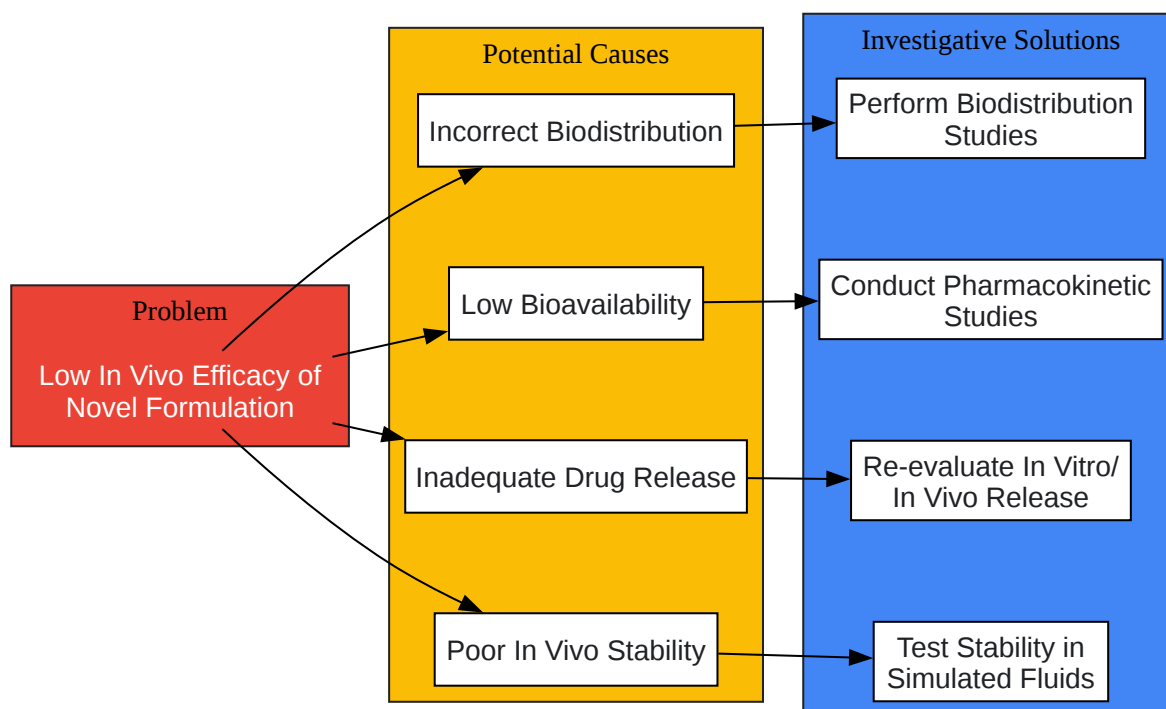 Problem
Low In Vivo Efficacy of
Novel Formulation
Potential Causes
Incorrect Biodistribution
Low Bioavailability
Inadequate Drug Release
Poor In Vivo Stability
Investigative Solutions
Perform Biodistribution
Studies
Conduct Pharmacokinetic
Studies
Re-evaluate In Vitro/
In Vivo Release
Test Stability in
Simulated Fluids